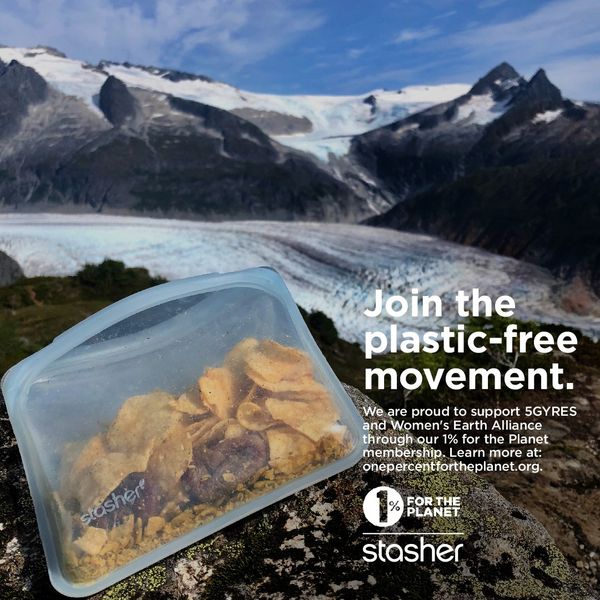 Join the
plastic-free
movement.
We are proud to support 5GYRES
and Women's Earth Alliance
through our 1% for the Planet
membership. Learn more at:
onepercentfortheplanet.org.
1% FOR THE
PLANET
stasher
stasher